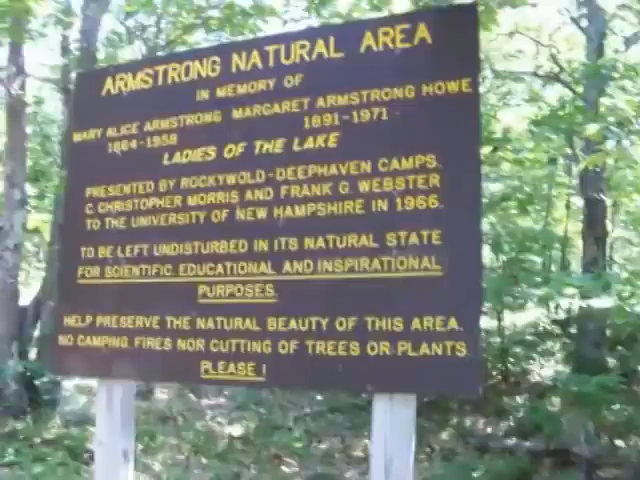 ARMSTRONG NATURAL AREA
IN MEMORY OF
MARY ALICE ARMSTRONG MARGARET ARMSTRONG HOWE
1884-1958 1891-1971
LADIES OF THE LAKE
PRESENTED BY ROCKYWOLD-DEEPHAVEN CAMPS.
C. CHRISTOPHER MORRIS AND FRANK G. WEBSTER
TO THE UNIVERSITY OF NEW HAMPSHIRE IN 1966.
TO BE LEFT UNDISTURBED IN ITS NATURAL STATE
FOR SCIENTIFIC, EDUCATIONAL AND INSPIRATIONAL
PURPOSES.
HELP PRESERVE THE NATURAL BEAUTY OF THIS AREA.
NO CAMPING, FIRES NOR CUTTING OF TREES OR PLANTS
PLEASE !